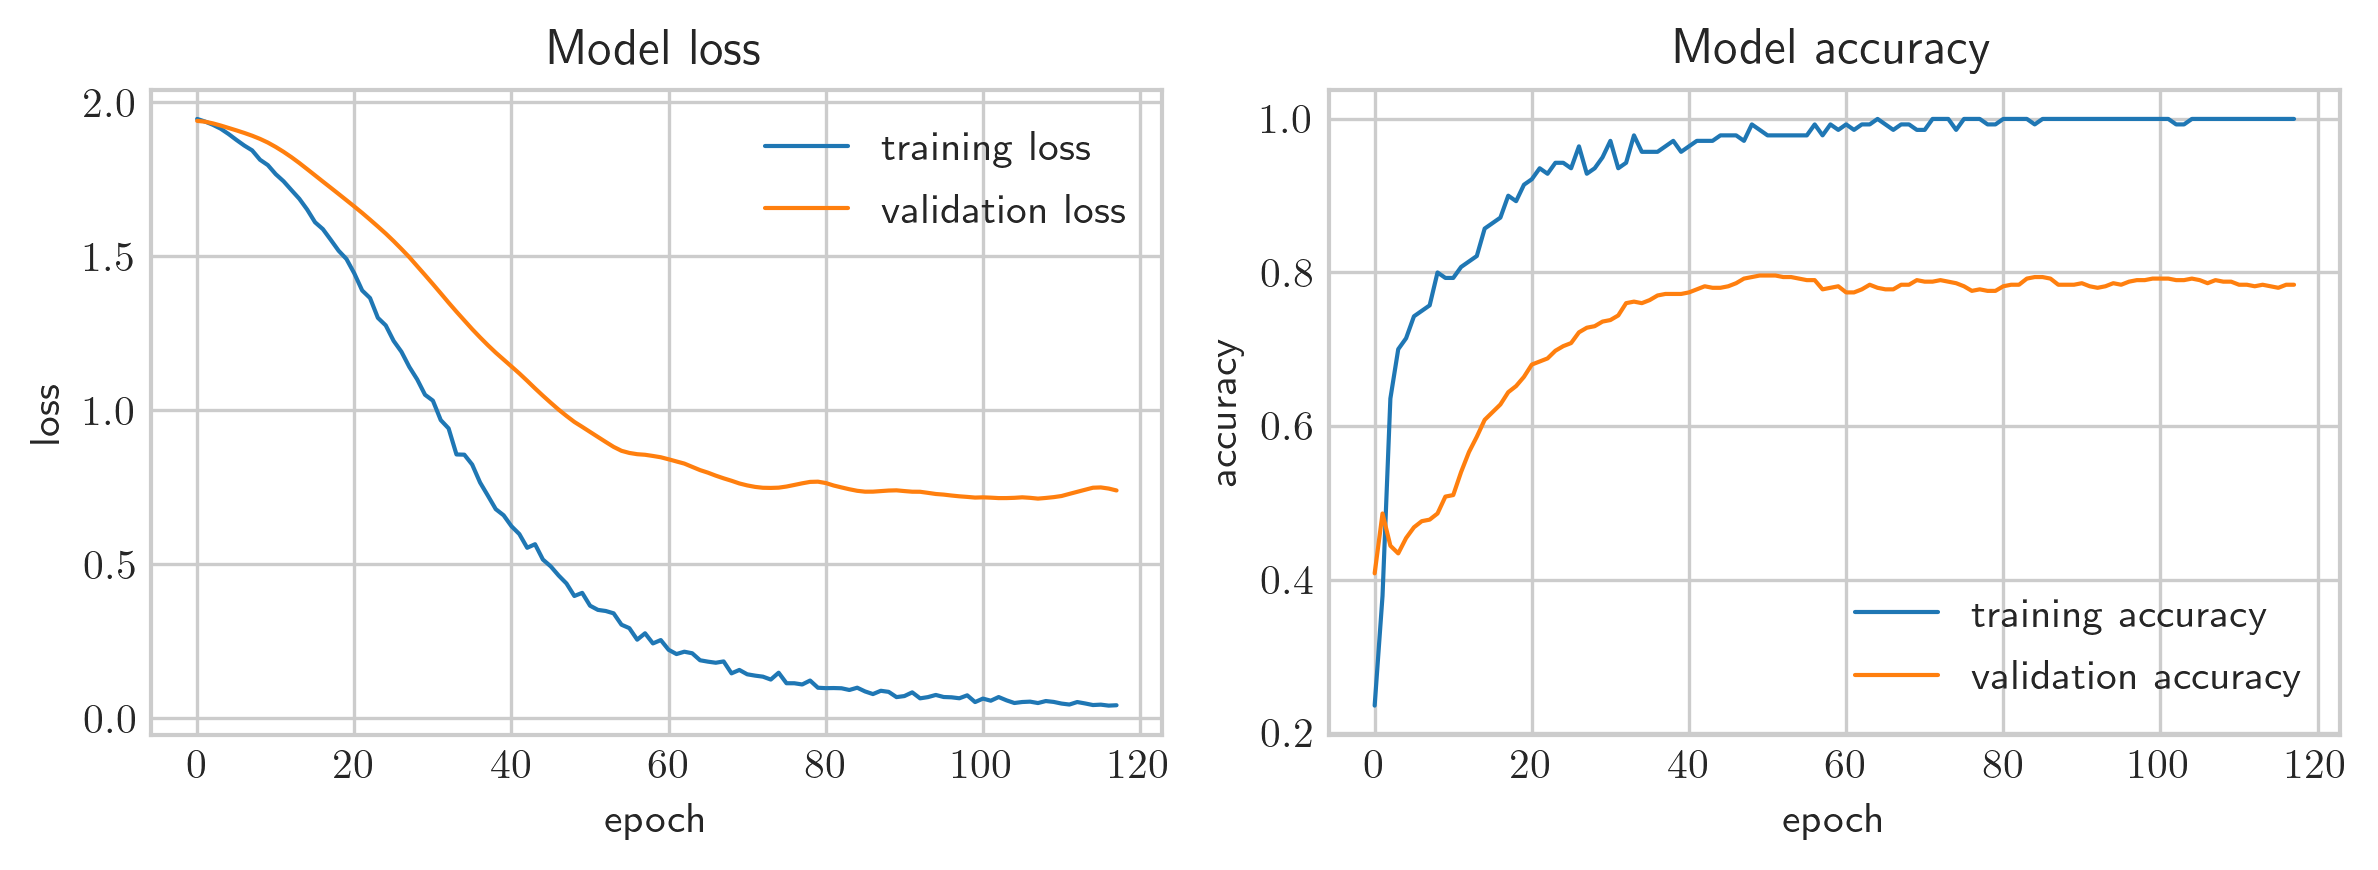 Model loss
2.0
1.5
1.0
0.5
0.0
loss
training loss
validation loss
0 20 40 60 80 100 120
epoch
Model accuracy
1.0
0.8
0.6
0.4
0.2
accuracy
training accuracy
validation accuracy
0 20 40 60 80 100 120
epoch